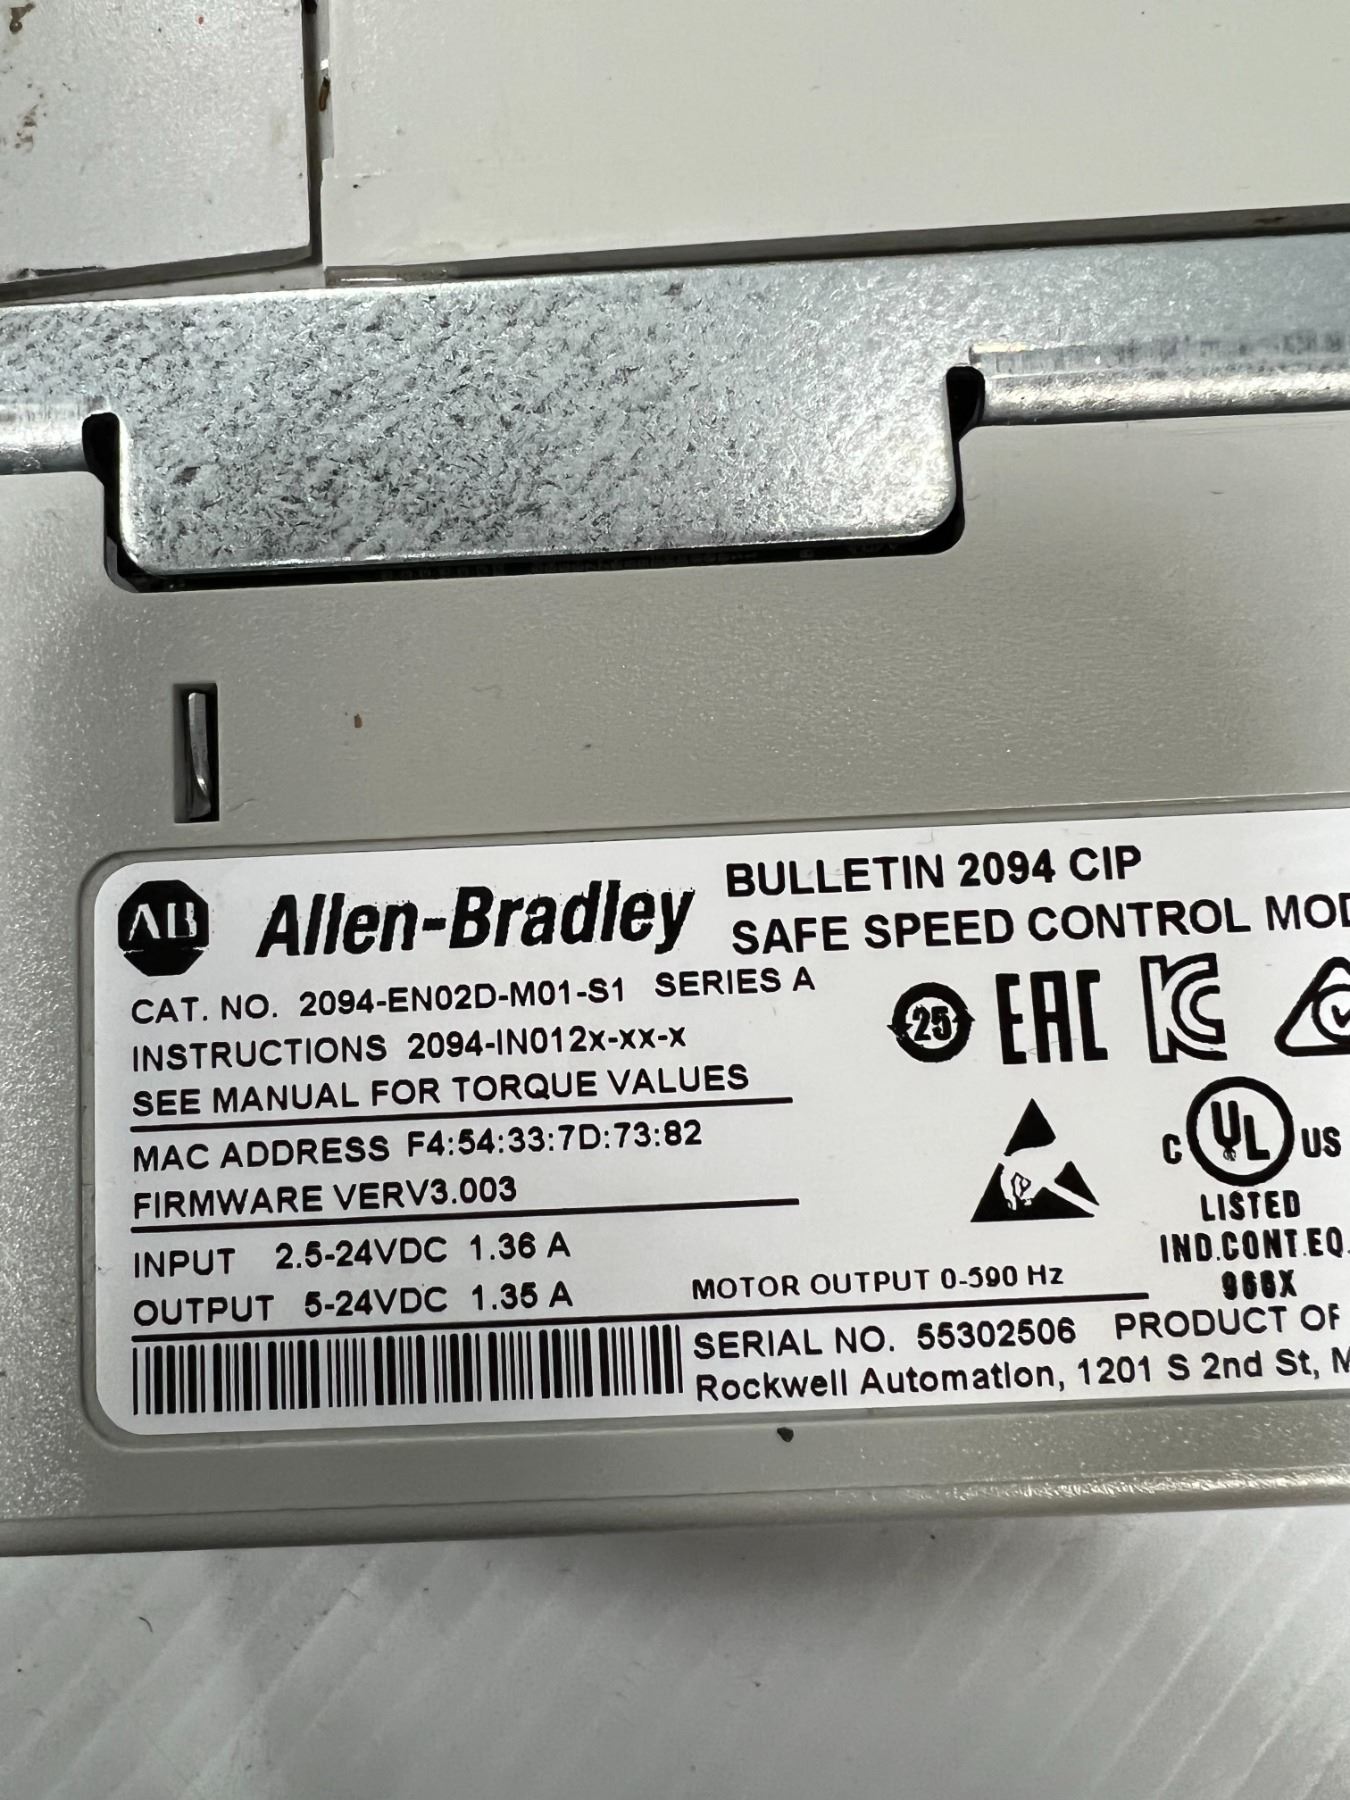 AB Allen-Bradley
BULLETIN 2094 CIP
SAFE SPEED CONTROL MOD
CAT. NO. 2094-EN02D-M01-S1 SERIES A
INSTRUCTIONS 2094-IN012x-xx-x
SEE MANUAL FOR TORQUE VALUES
MAC ADDRESS F4:54:33:7D:73:82
FIRMWARE VERV3.003
INPUT 2.5-24VDC 1.36 A
OUTPUT 5-24VDC 1.35 A
MOTOR OUTPUT 0-590 Hz
25 EAC KC
C UL US
LISTED
IND.CONT.EQ.
966X
SERIAL NO. 55302506 PRODUCT OF
Rockwell Automation, 1201 S 2nd St, M